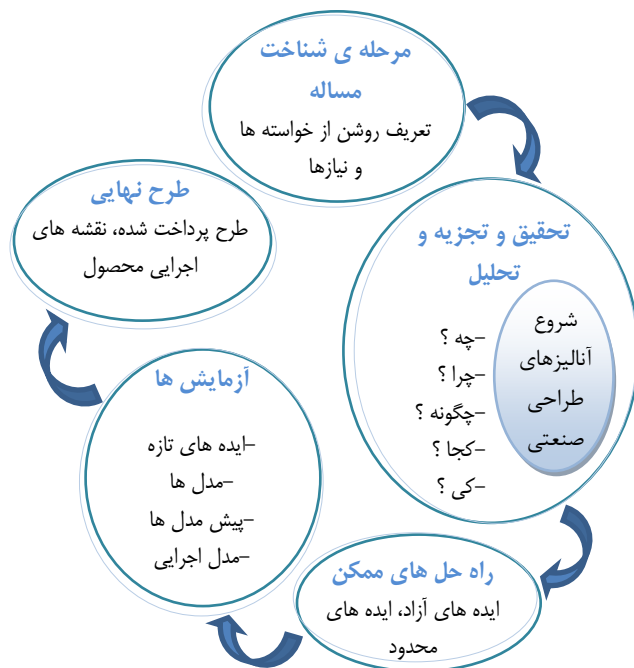 مرحله ی شناخت
مساله
تعریف روشن از خواسته ها
و نیازها
تحقیق و تجزیه و
تحلیل
شروع
آنالیزهای
طراحی
صنعتی
-چه ؟
-چرا ؟
-چگونه ؟
-کجا ؟
-کی ؟
راه حل های ممکن
ایده های آزاد، ایده های
محدود
آزمایش ها
-ایده های تازه
-مدل ها
-پیش مدل ها
-مدل اجرایی
طرح نهایی
طرح پرداخت شده، نقشه های
اجرایی محصول